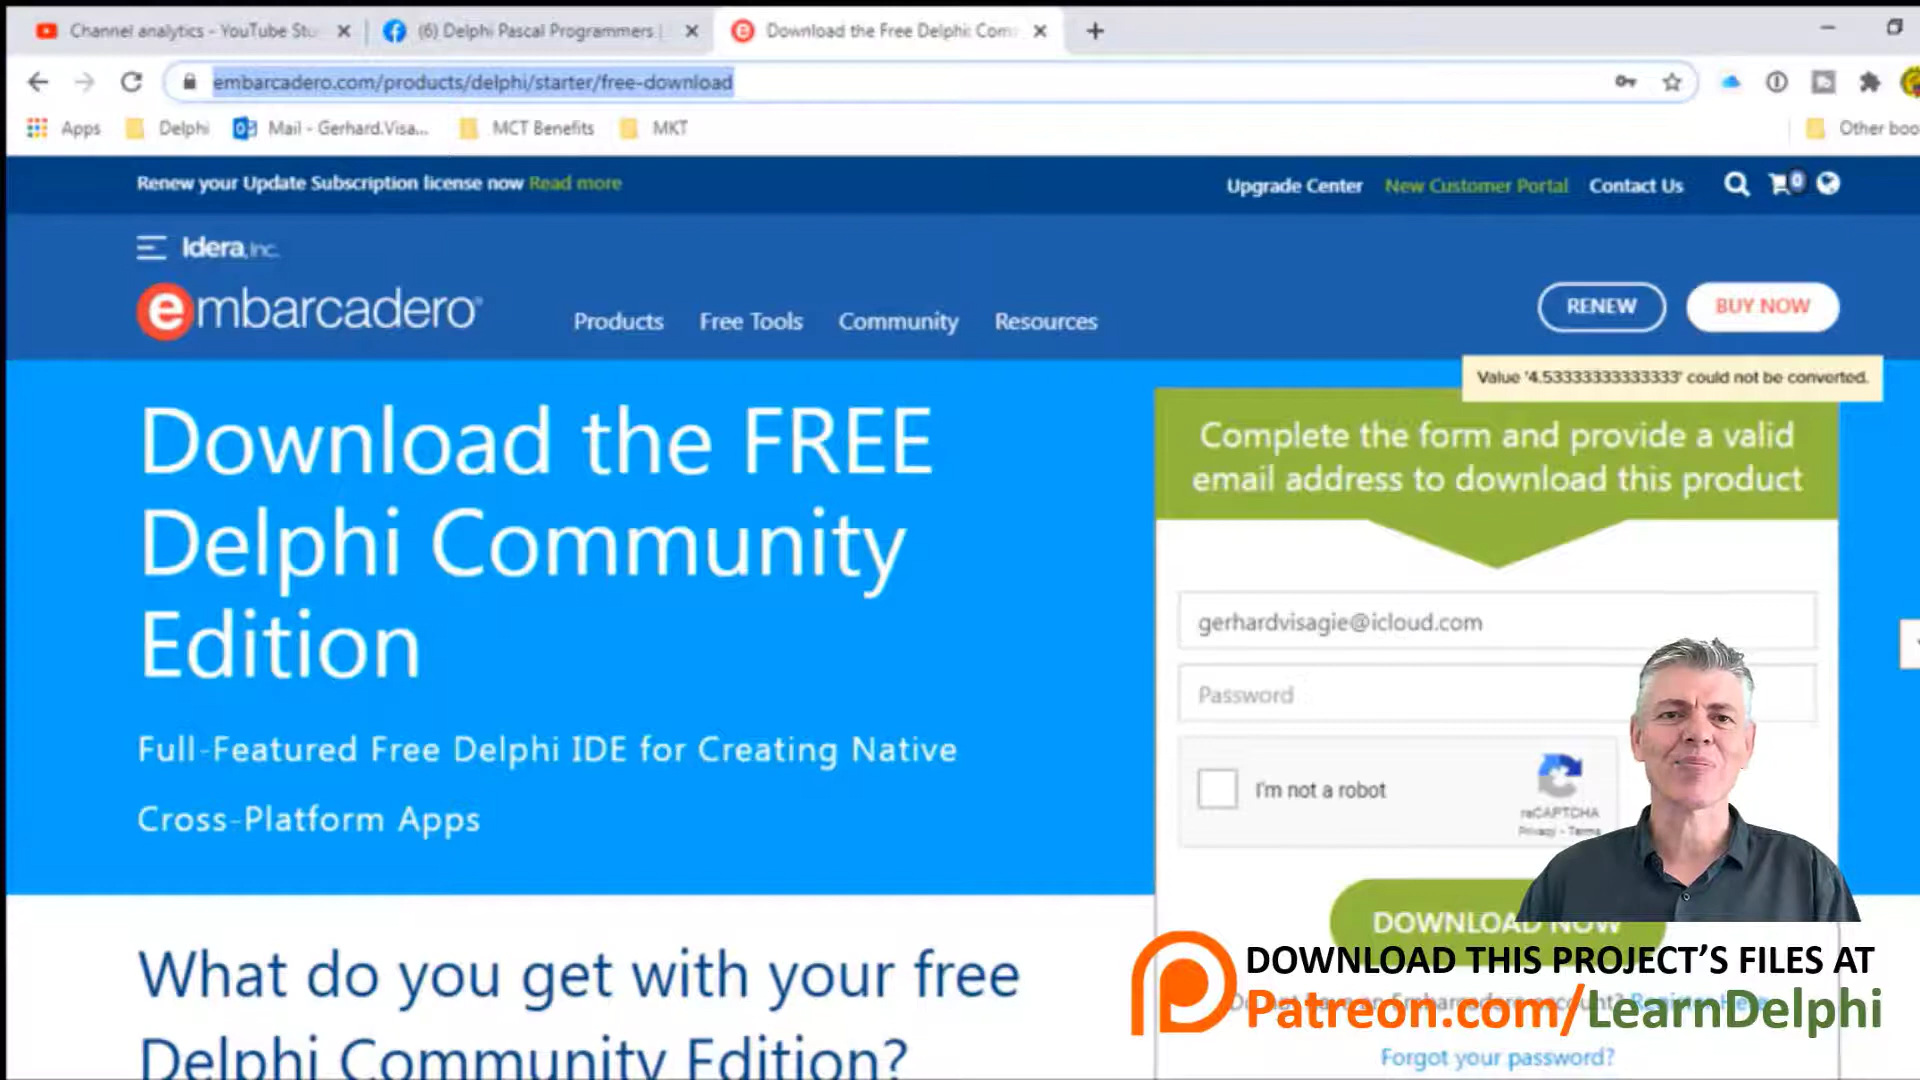 Channel analytics - YouTube Stu
(6) Delphi Pascal Programmers |
Download the Free Delphi Com
embarcadero.com/products/delphi/starter/free-download
Apps
Delphi
Mail - Gerhard.Visa...
MCT Benefits
MKT
Other boo
Renew your Update Subscription license now Read more
Upgrade Center
New Customer Portal
Contact Us
0
Idera, Inc.
embarcadero
Products
Free Tools
Community
Resources
RENEW
BUY NOW
Value '4.53333333333333' could not be converted.
Download the FREE
Delphi Community
Edition
Full-Featured Free Delphi IDE for Creating Native
Cross-Platform Apps
Complete the form and provide a valid
email address to download this product
gerhardvisagie@icloud.com
Password
I'm not a robot
reCAPTCHA
Privacy - Terms
DOWNLOAD NOW
What do you get with your free
Delphi Community Edition?
DOWNLOAD THIS PROJECT'S FILES AT
Patreon.com/LearnDelphi
Forgot your password?